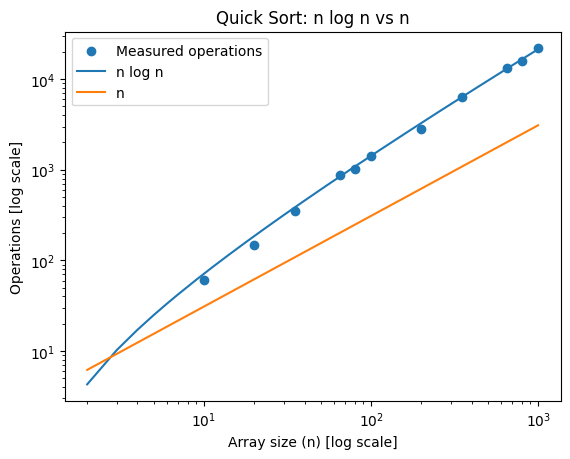 Quick Sort: n log n vs n
Measured operations
n log n
n
Operations [log scale]
10^4
10^3
10^2
10^1
10^1
10^2
10^3
Array size (n) [log scale]